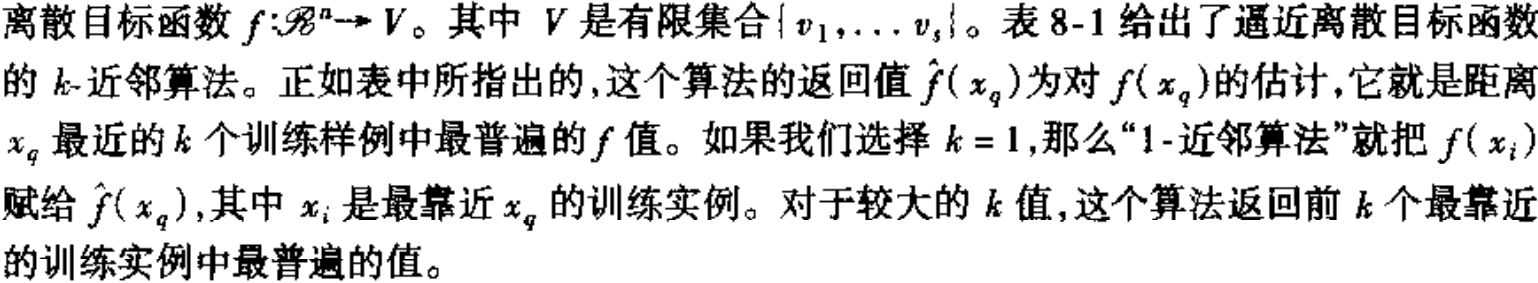 离散目标函数 f:ℛⁿ→ V。其中 V 是有限集合{v₁,...vₛ}。表 8-1 给出了逼近离散目标函数
的 k-近邻算法。正如表中所指出的,这个算法的返回值 f̂(x_q)为对 f(x_q)的估计,它就是距离
x_q 最近的 k 个训练样例中最普遍的 f 值。如果我们选择 k = 1,那么“1-近邻算法”就把 f(x_i)
赋给 f̂(x_q),其中 x_i 是最靠近 x_q 的训练实例。对于较大的 k 值,这个算法返回前 k 个最靠近
的训练实例中最普遍的值。